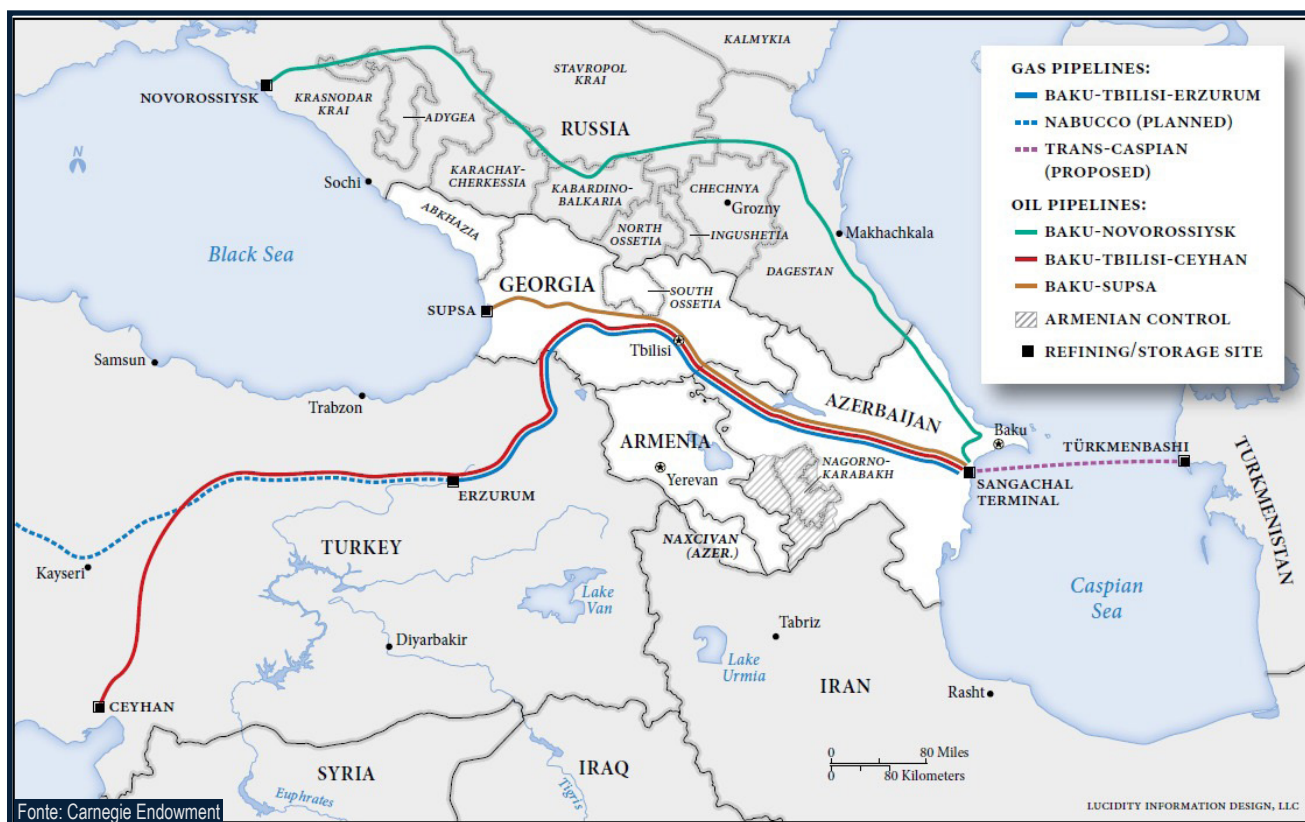 KALMYKIA
STAVROPOL
KRAI
NOVOROSSIYSK
KRASNODAR
KRAI
ADYGEA
RUSSIA
N
KARACHAY-
CHERKESSIA
KABARDINO-
BALKARIA
CHECHNYA
Grozny
Sochi
ABKHAZIA
NORTH
OSSETIA
INGUSHETIA
Makhachkala
DAGESTAN
Black Sea
GEORGIA
SOUTH
OSSETIA
SUPSA
Tbilisi
Samsun
Trabzon
AZERBAIJAN
Baku
ARMENIA
Yerevan
NAGORNO-
KARABAKH
TÜRKMENBASHI
SANGACHAL
TERMINAL
TURKMENISTAN
ERZURUM
NAXCIVAN
(AZER.)
TURKEY
Kayseri
Lake
Van
Caspian
Sea
Diyarbakir
Tabriz
Lake
Urmia
IRAN
Rasht
CEYHAN
SYRIA
IRAQ
Euphrates
Tigris
0 80 Miles
0 80 Kilometers
Fonte: Carnegie Endowment
LUCIDITY INFORMATION DESIGN, LLC
GAS PIPELINES:
BAKU-TBILISI-ERZURUM
NABUCCO (PLANNED)
TRANS-CASPIAN
(PROPOSED)
OIL PIPELINES:
BAKU-NOVOROSSIYSK
BAKU-TBILISI-CEYHAN
BAKU-SUPSA
ARMENIAN CONTROL
REFINING/STORAGE SITE